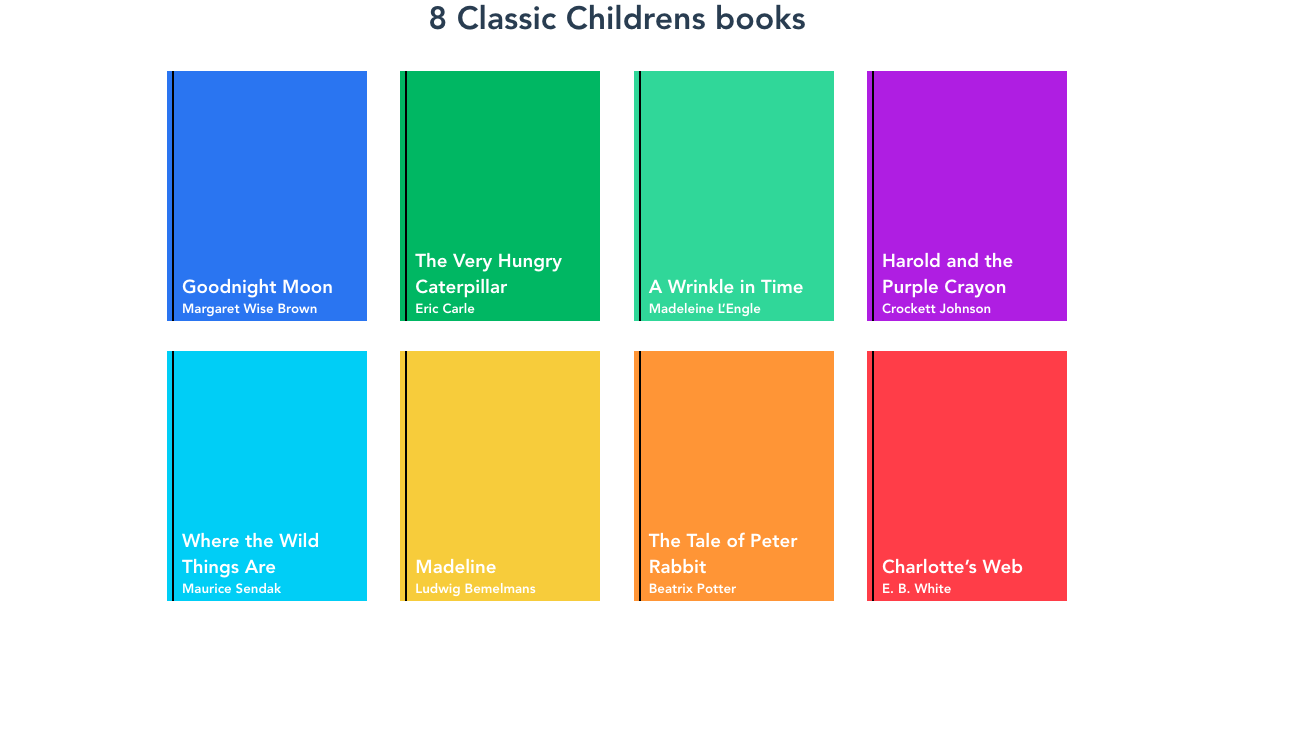 8 Classic Childrens books
Goodnight Moon
Margaret Wise Brown
The Very Hungry
Caterpillar
Eric Carle
A Wrinkle in Time
Madeleine L’Engle
Harold and the
Purple Crayon
Crockett Johnson
Where the Wild
Things Are
Maurice Sendak
Madeline
Ludwig Bemelmans
The Tale of Peter
Rabbit
Beatrix Potter
Charlotte’s Web
E. B. White